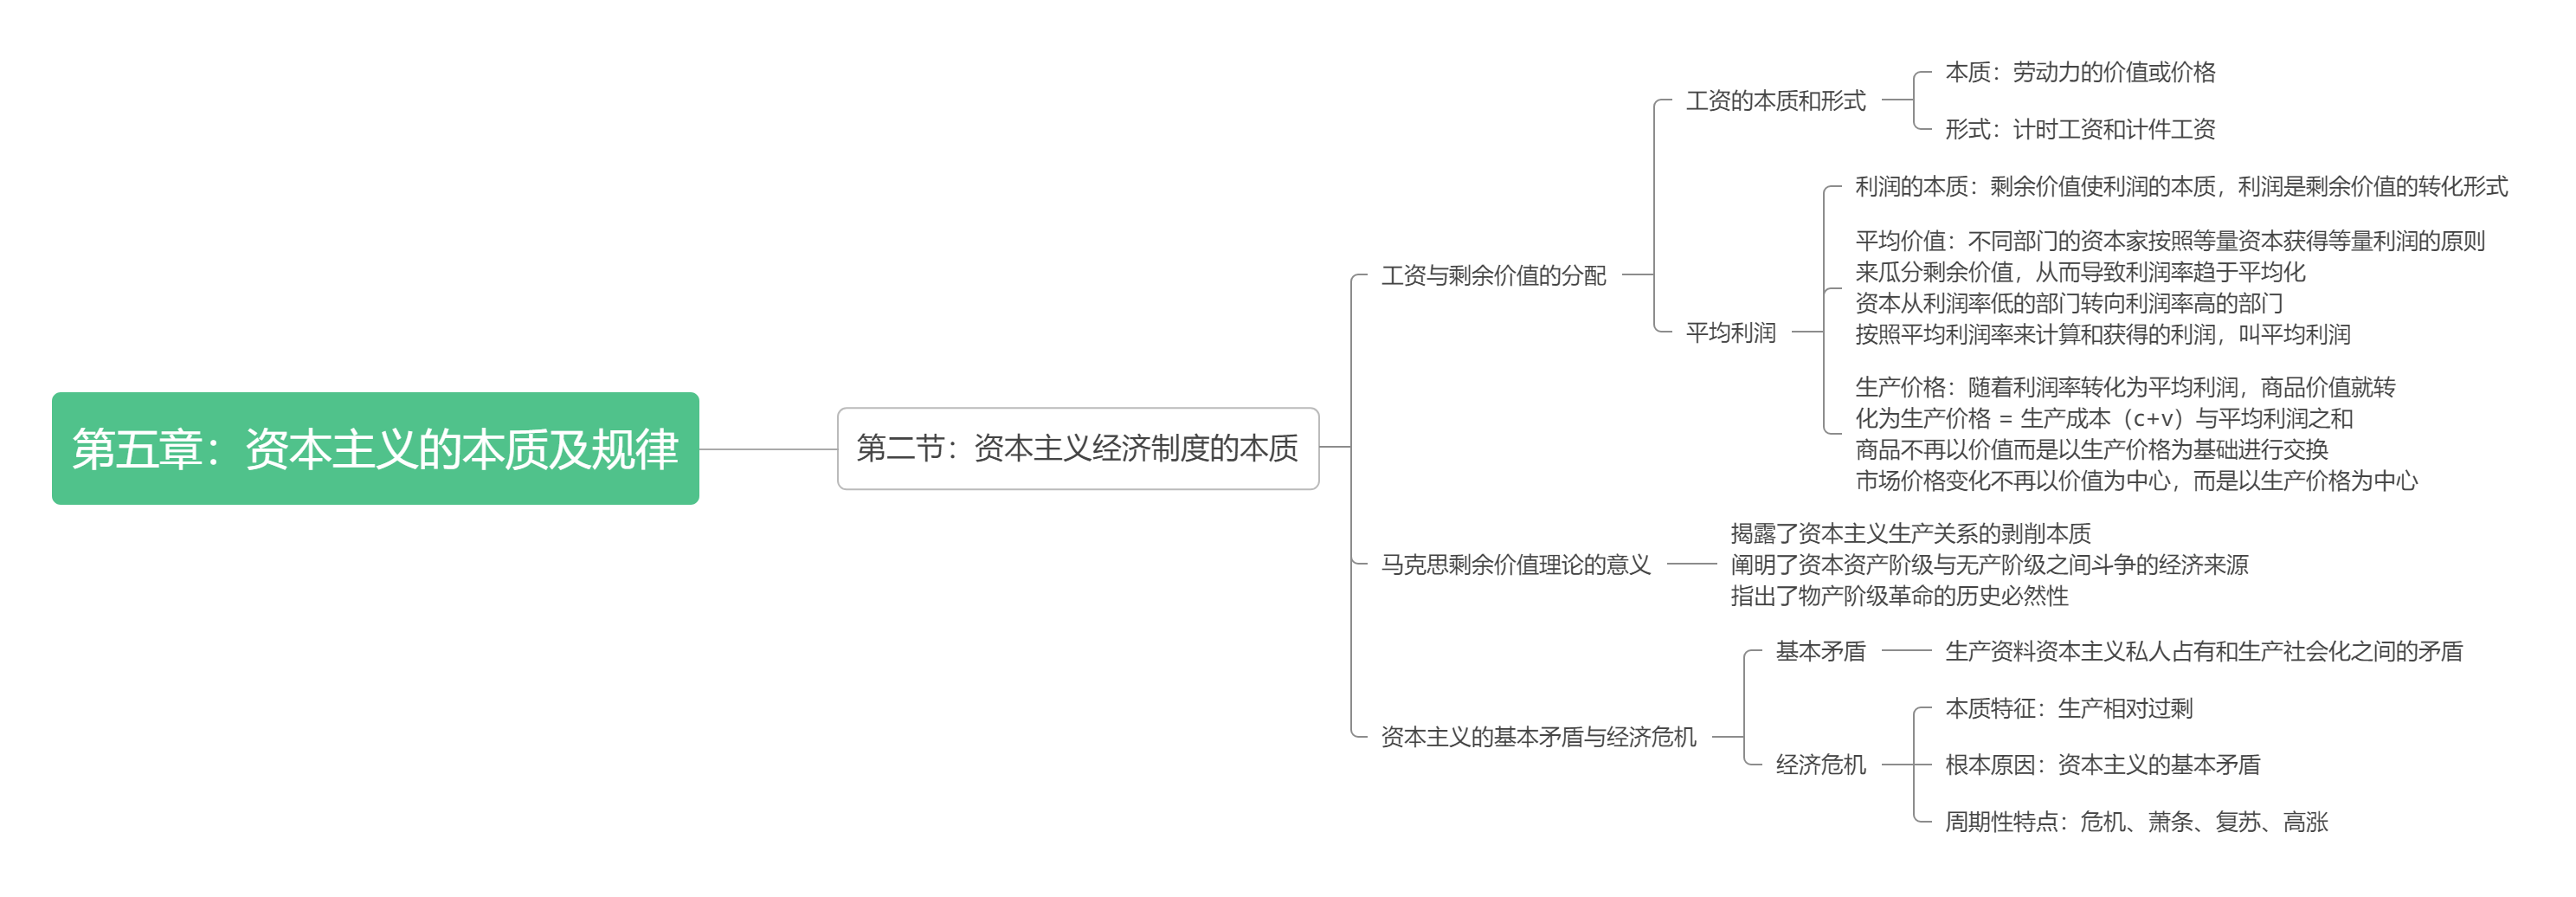 第五章：资本主义的本质及规律
第二节：资本主义经济制度的本质
工资与剩余价值的分配
工资的本质和形式
本质：劳动力的价值或价格
形式：计时工资和计件工资
平均利润
利润的本质：剩余价值使利润的本质，利润是剩余价值的转化形式
平均价值：不同部门的资本家按照等量资本获得等量利润的原则
来瓜分剩余价值，从而导致利润率趋于平均化
资本从利润率低的部门转向利润率高的部门
按照平均利润率来计算和获得的利润，叫平均利润
生产价格：随着利润率转化为平均利润，商品价值就转
化为生产价格 = 生产成本（c+v）与平均利润之和
商品不再以价值而是以生产价格为基础进行交换
市场价格变化不再以价值为中心，而是以生产价格为中心
马克思剩余价值理论的意义
揭露了资本主义生产关系的剥削本质
阐明了资本资产阶级与无产阶级之间斗争的经济来源
指出了物产阶级革命的历史必然性
资本主义的基本矛盾与经济危机
基本矛盾
生产资料资本主义私人占有和生产社会化之间的矛盾
经济危机
本质特征：生产相对过剩
根本原因：资本主义的基本矛盾
周期性特点：危机、萧条、复苏、高涨